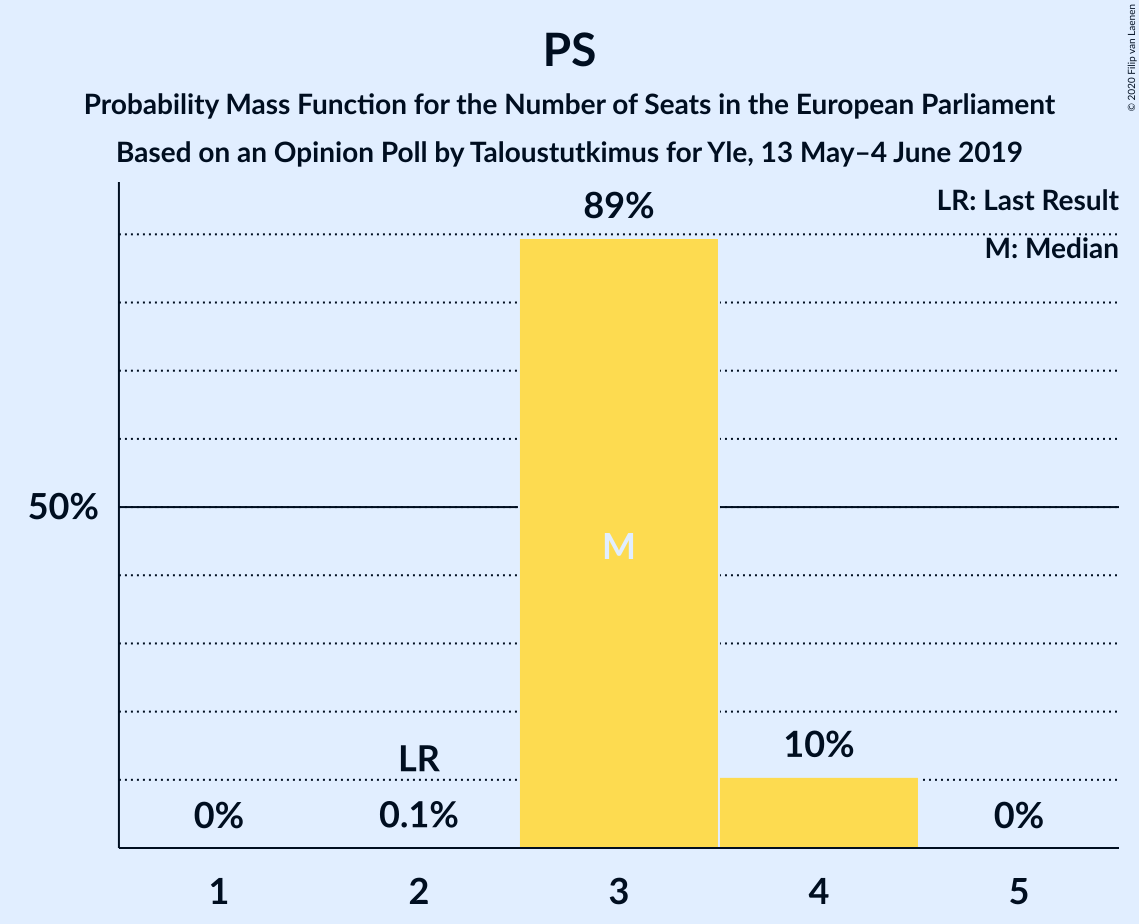 PS
Probability Mass Function for the Number of Seats in the European Parliament
Based on an Opinion Poll by Taloustutkimus for Yle, 13 May–4 June 2019
© 2020 Filip van Laenen
LR: Last Result
M: Median
89%
50%
M
LR
10%
0%
0.1%
0%
1
2
3
4
5